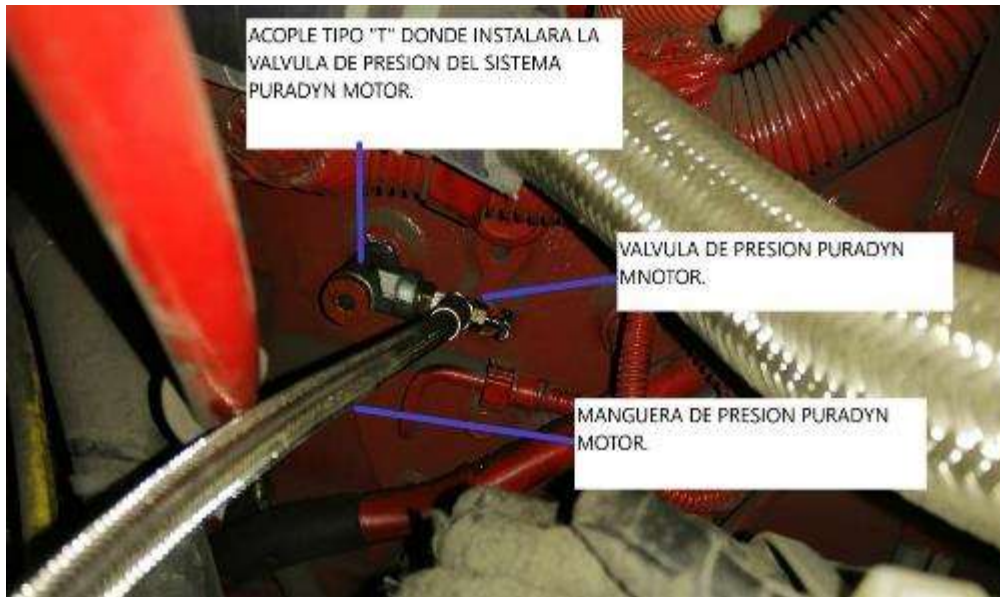 ACOPLE TIPO "T" DONDE INSTALARA LA
VALVULA DE PRESION DEL SISTEMA
PURADYN MOTOR.
VALVULA DE PRESION PURADYN
MNOTOR.
MANGUERA DE PRESION PURADYN
MOTOR.